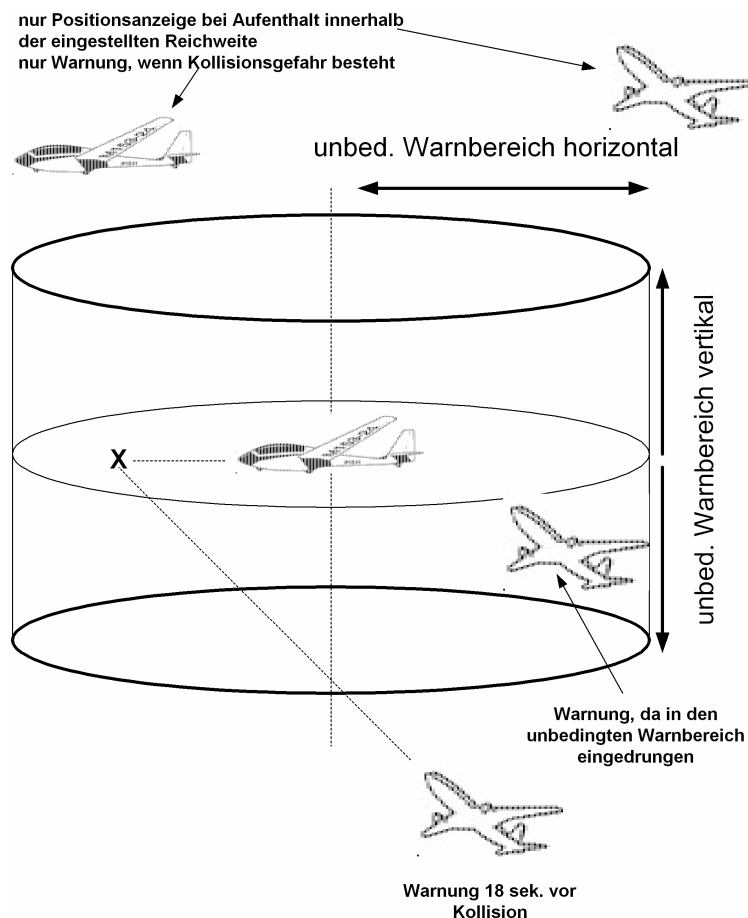 nur Positionsanzeige bei Aufenthalt innerhalb
der eingestellten Reichweite
nur Warnung, wenn Kollisionsgefahr besteht
unbed. Warnbereich horizontal
unbed. Warnbereich vertikal
X
Warnung, da in den
unbedingten Warnbereich
eingedrungen
Warnung 18 sek. vor
Kollision